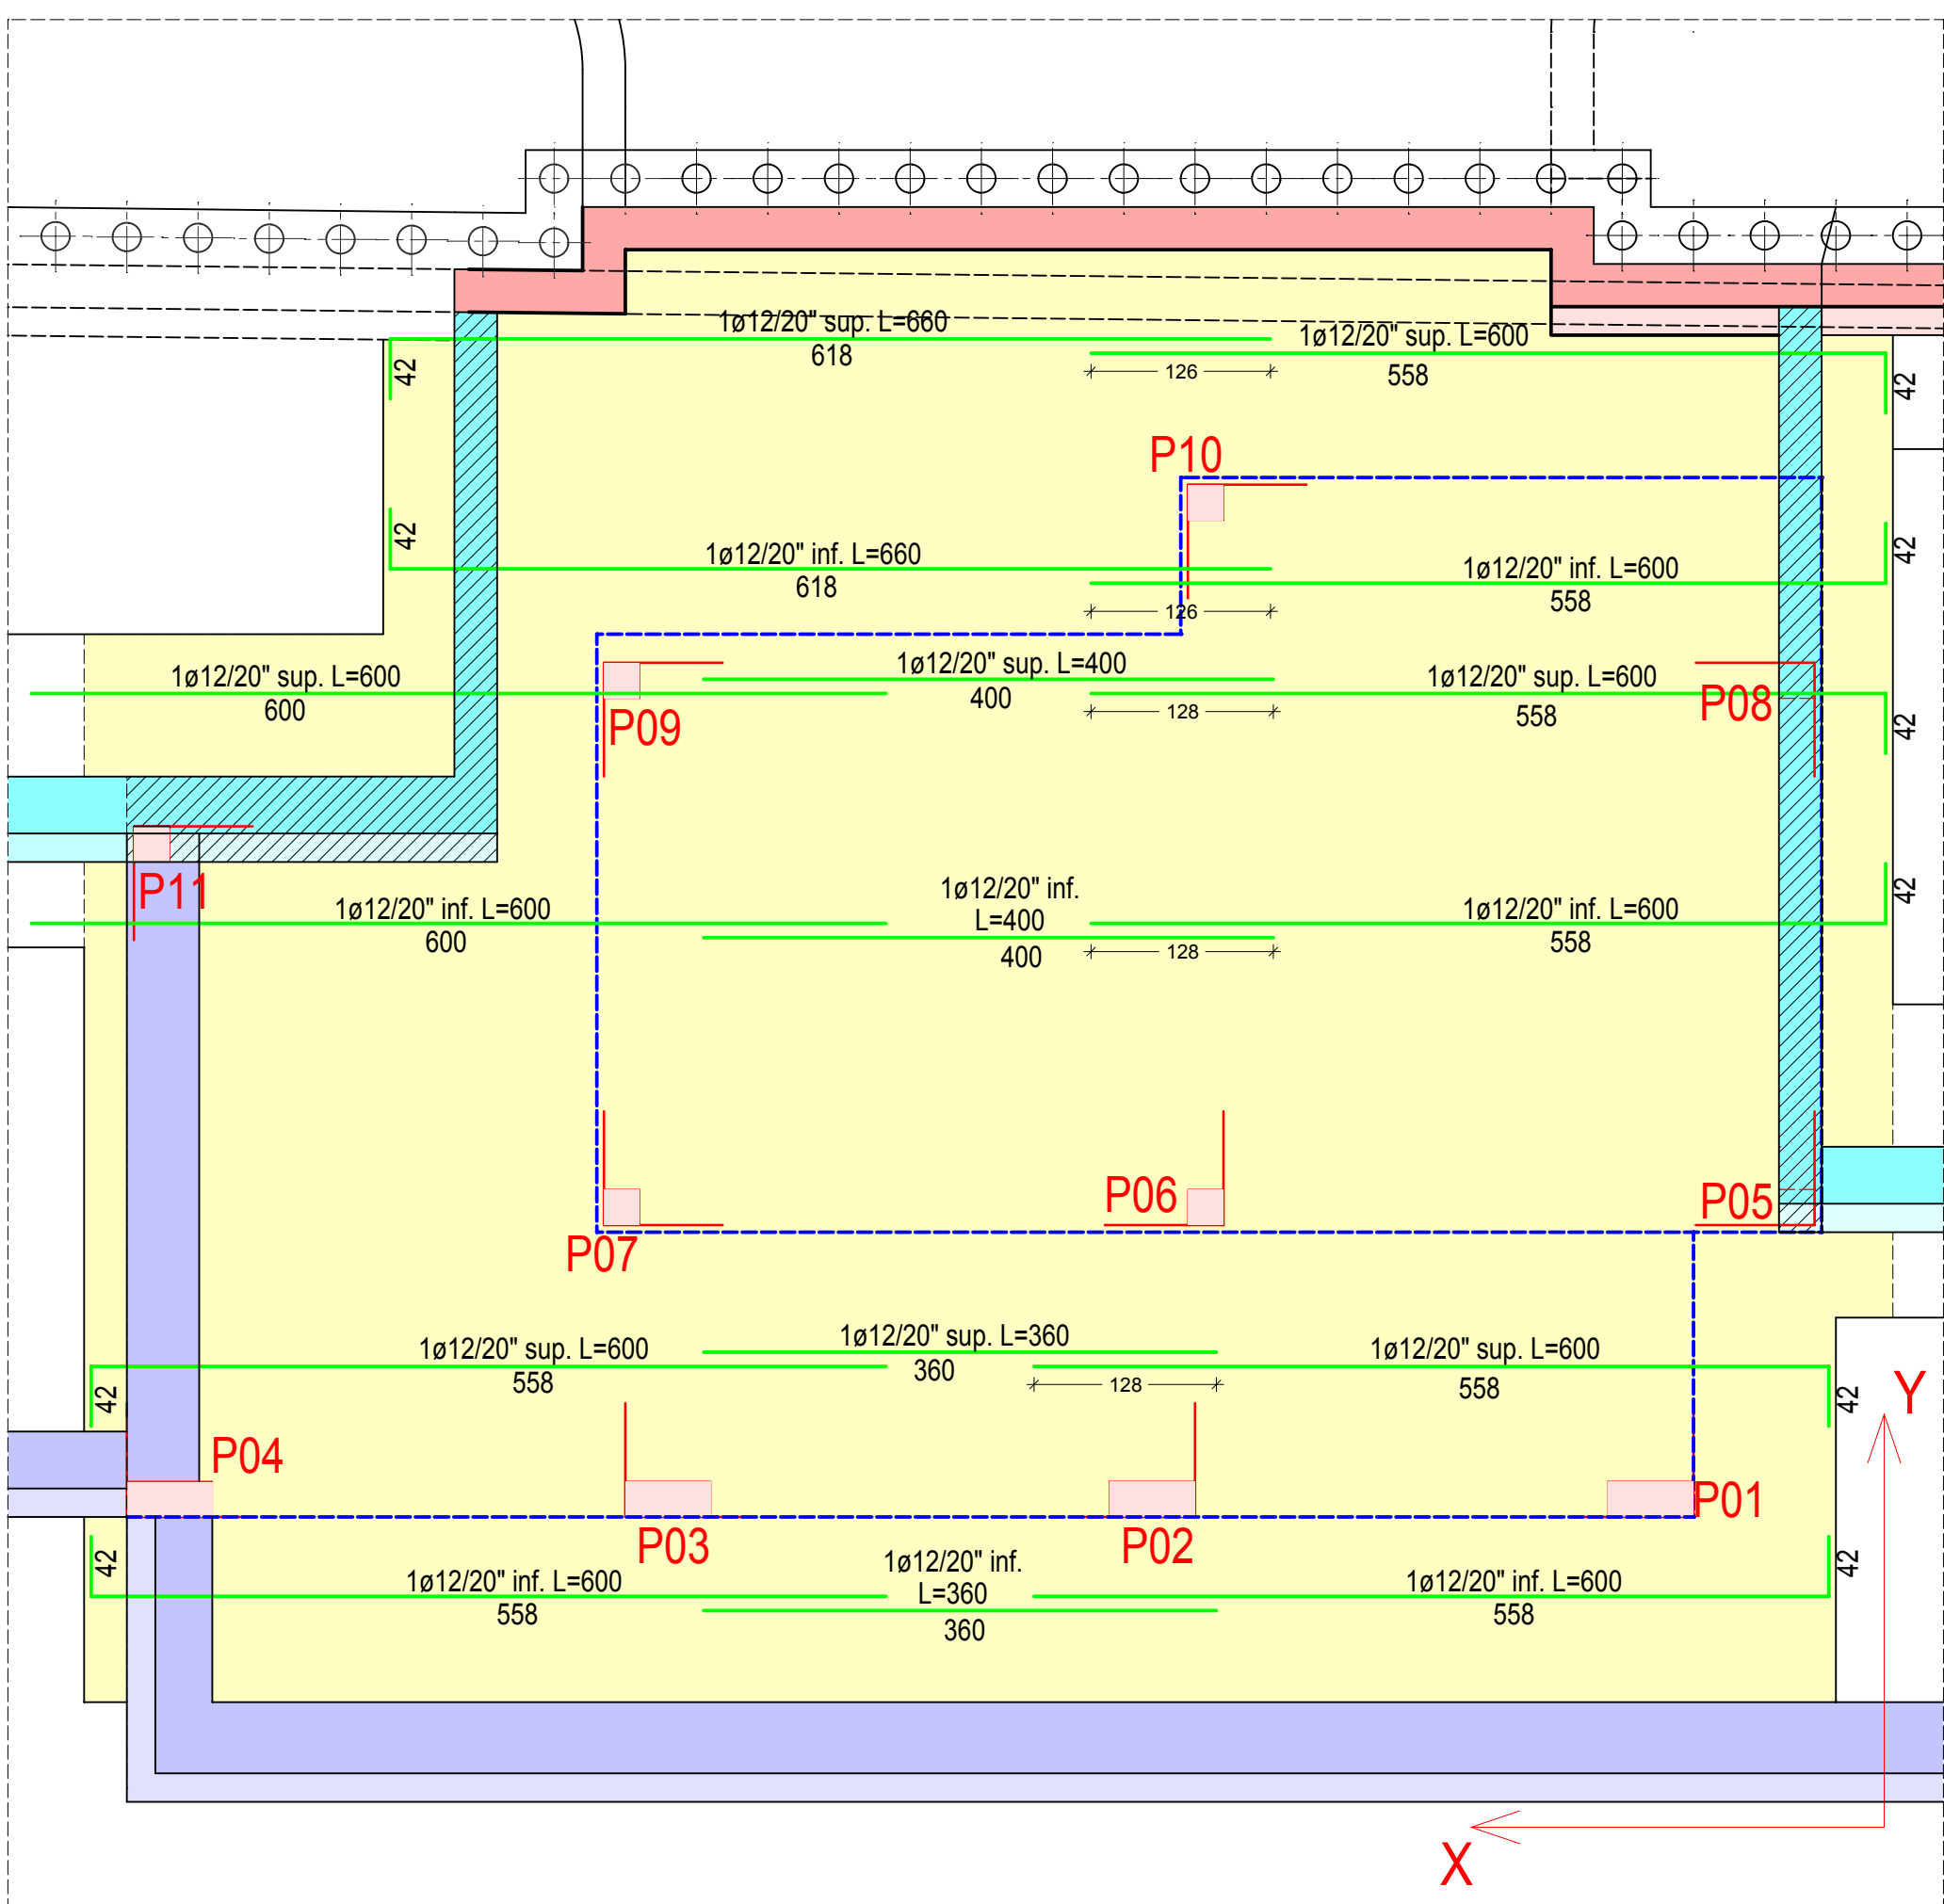 1ø12/20" sup. L=660
618
1ø12/20" sup. L=600
558
42
126
42
P10
42
1ø12/20" inf. L=660
618
1ø12/20" inf. L=600
558
42
126
1ø12/20" sup. L=600
600
1ø12/20" sup. L=400
400
1ø12/20" sup. L=600
558
P09
128
P08
42
P11
1ø12/20" inf. L=600
600
1ø12/20" inf.
L=400
400
1ø12/20" inf. L=600
558
42
128
P07
P06
P05
1ø12/20" sup. L=600
558
1ø12/20" sup. L=360
360
1ø12/20" sup. L=600
558
42
128
42
Y
P04
P03
P02
P01
42
1ø12/20" inf. L=600
558
1ø12/20" inf.
L=360
360
1ø12/20" inf. L=600
558
42
X